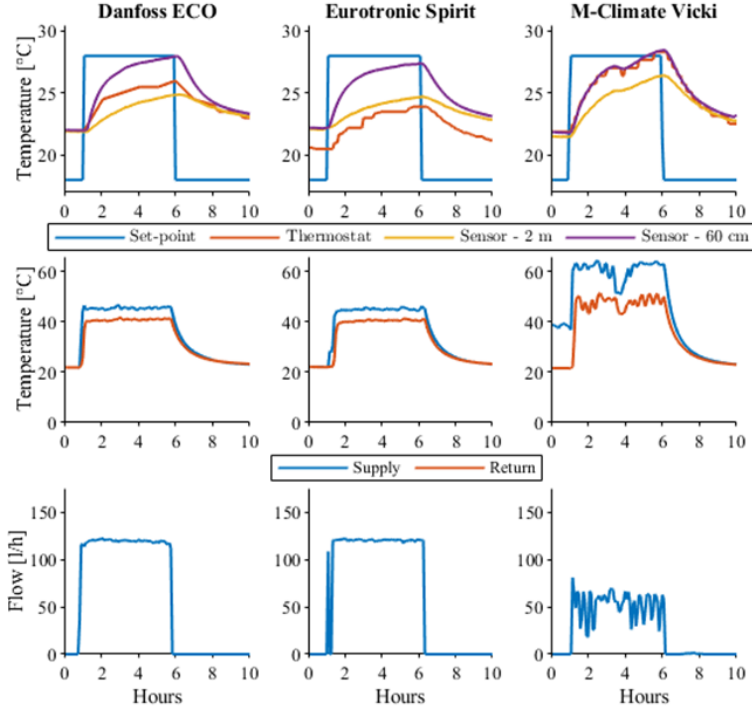 Danfoss ECO Eurotronic Spirit M-Climate Vicki
Temperature [°C]
30
25
20
0 2 4 6 8 10
30
25
20
0 2 4 6 8 10
30
25
20
0 2 4 6 8 10
Set-point Thermostat Sensor - 2 m Sensor - 60 cm
Temperature [°C]
60
40
20
0
0 2 4 6 8 10
60
40
20
0
0 2 4 6 8 10
60
40
20
0
0 2 4 6 8 10
Supply Return
Flow [l/h]
150
100
50
0
0 2 4 6 8 10
Hours
150
100
50
0
0 2 4 6 8 10
Hours
150
100
50
0
0 2 4 6 8 10
Hours